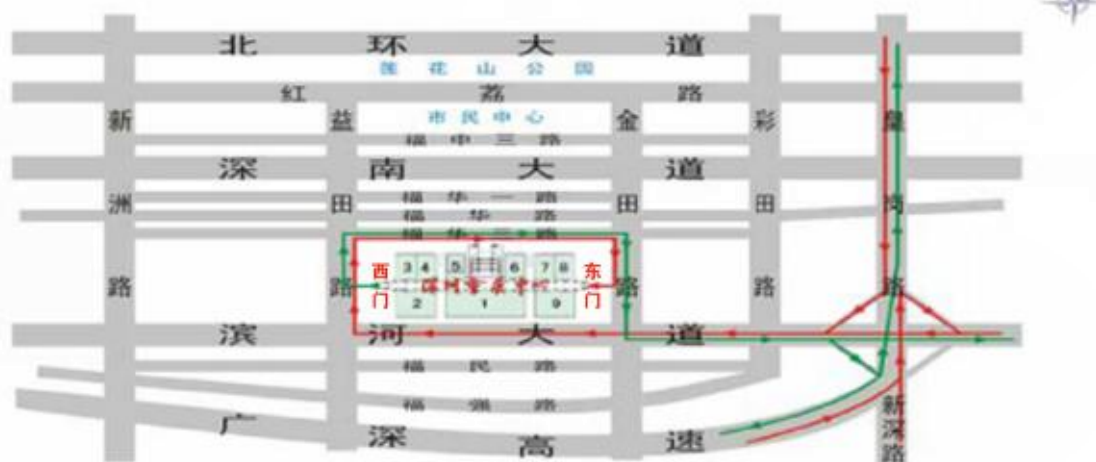 北环大道
莲花山公园
红荔路
市民中心
福中三路
深南大道
福华一路
福华路
福华三路
西门
3 4 5 6 7 8
深圳会展中心
2 1 9
东门
滨河大道
福民路
福强路
广深高速
新洲路
益田路
金田路
彩田路
皇岗路
新深路